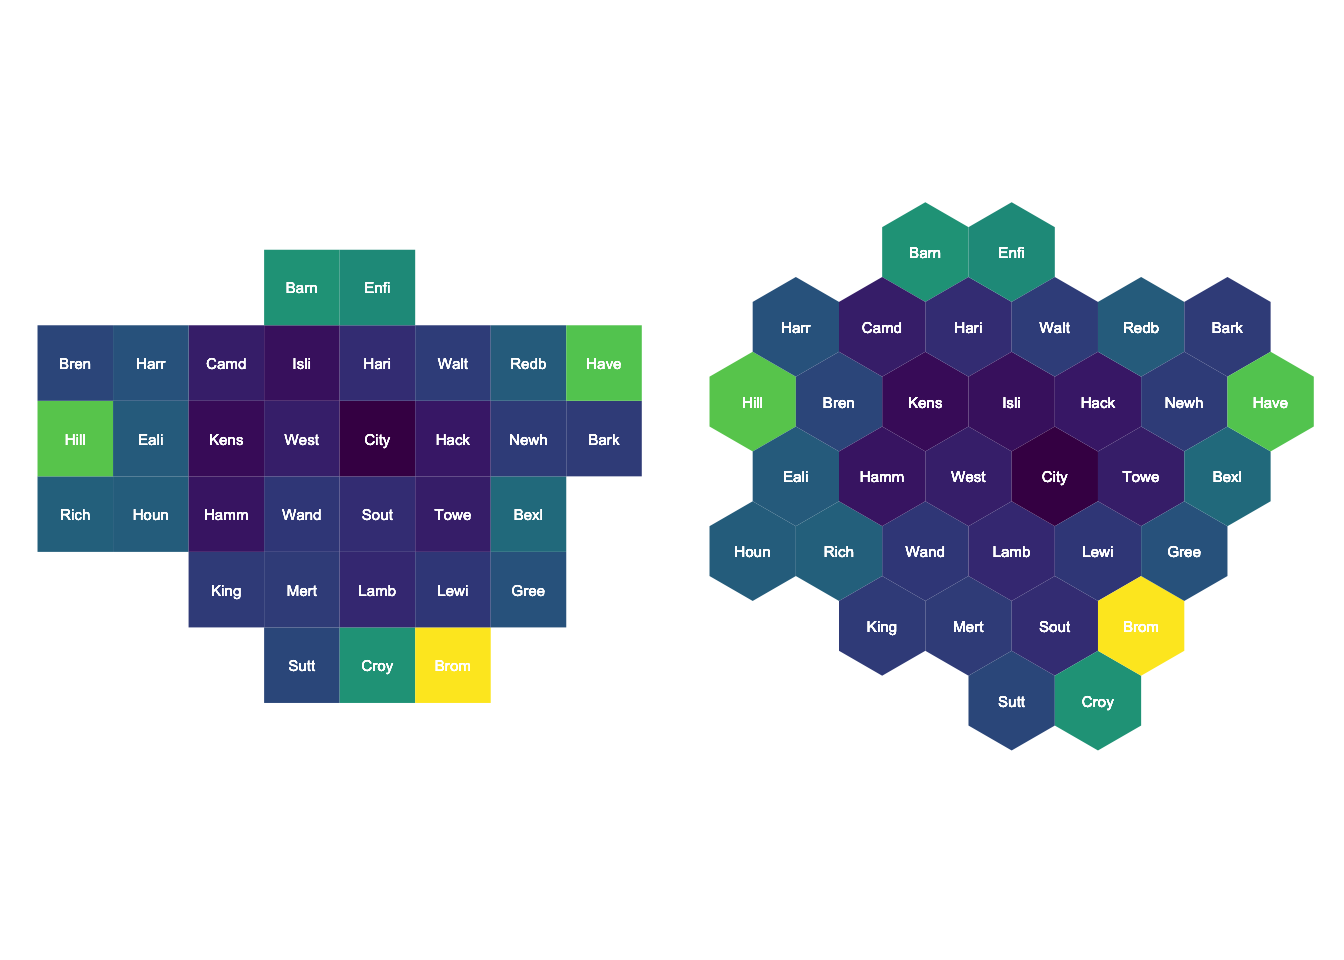 Barn Enfi
Bren Harr Camd Isli Hari Walt Redb Have
Hill Eali Kens West City Hack Newh Bark
Rich Houn Hamm Wand Sout Towe Bexl
King Mert Lamb Lewi Gree
Sutt Croy Brom
Barn Enfi
Harr Camd Hari Walt Redb Bark
Hill Bren Kens Isli Hack Newh Have
Eali Hamm West City Towe Bexl
Houn Rich Wand Lamb Lewi Gree
King Mert Sout Brom
Sutt Croy